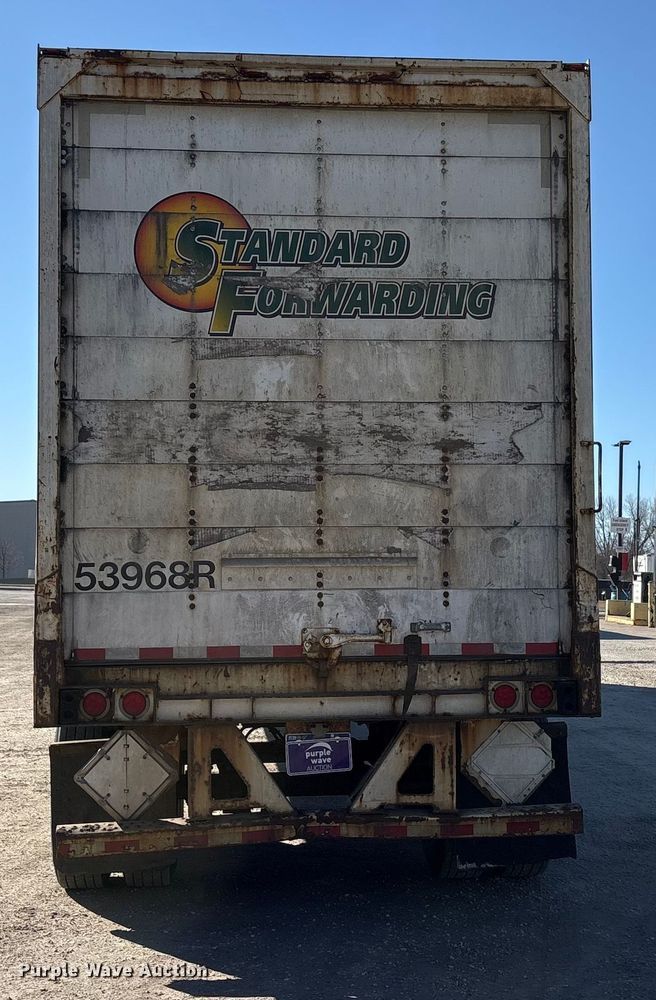 STANDARD
FORWARDING
53968R
purple
wave
AUCTION
Purple Wave Auction